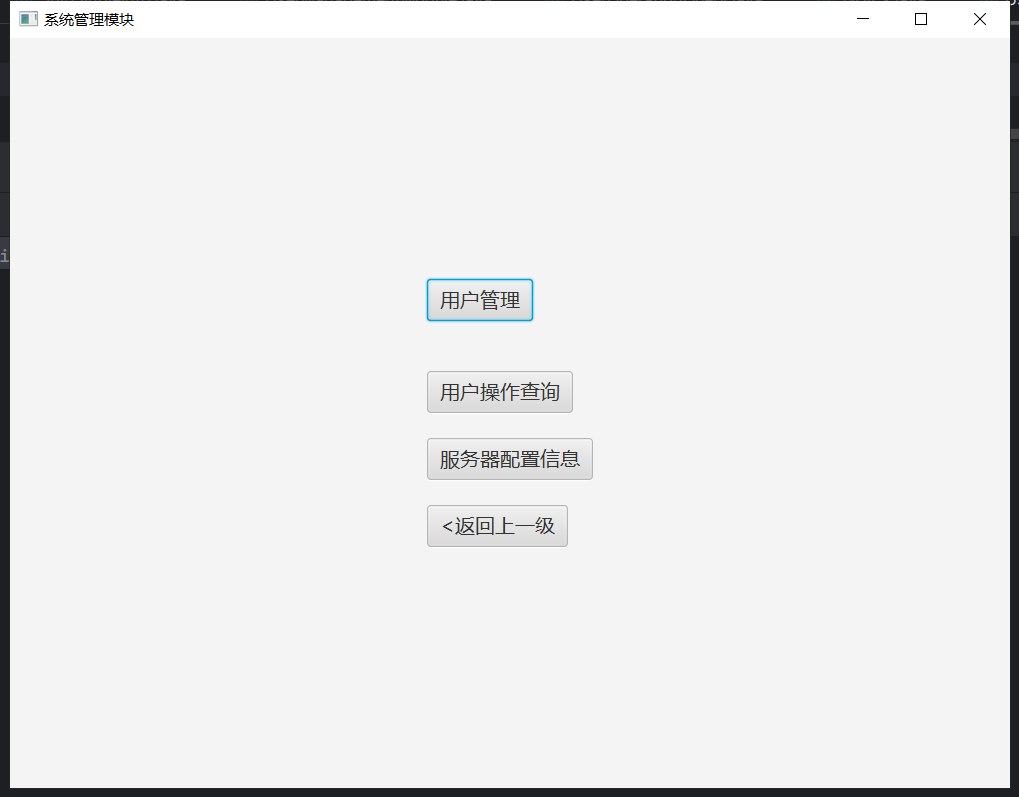 系统管理模块
用户管理
用户操作查询
服务器配置信息
<返回上一级